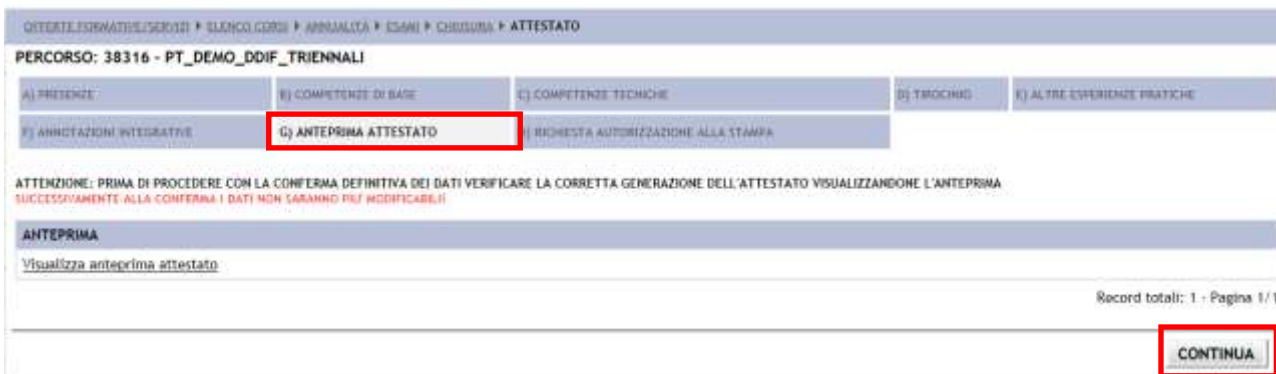 OFFERTE FORMATIVE/SERVIZI ▶ ELENCO CORSI ▶ ANNUALITÀ ▶ ESAMI ▶ CHIUSURA ▶ ATTESTATO
PERCORSO: 38316 - PT_DEMO_DDIF_TRIENNALI
A) PRESENZE B) COMPETENZE DI BASE C) COMPETENZE TECNICHE D) TIROCINIO E) ALTRE ESPERIENZE PRATICHE
F) ANNOTAZIONI INTEGRATIVE G) ANTEPRIMA ATTESTATO H) RICHIESTA AUTORIZZAZIONE ALLA STAMPA
ATTENZIONE: PRIMA DI PROCEDERE CON LA CONFERMA DEFINITIVA DEI DATI VERIFICARE LA CORRETTA GENERAZIONE DELL'ATTESTATO VISUALIZZANDONE L'ANTEPRIMA
SUCCESSIVAMENTE ALLA CONFERMA I DATI NON SARANNO PIU' MODIFICABILI!
ANTEPRIMA
Visualizza anteprima attestato
Record totali: 1 - Pagina 1/1
CONTINUA